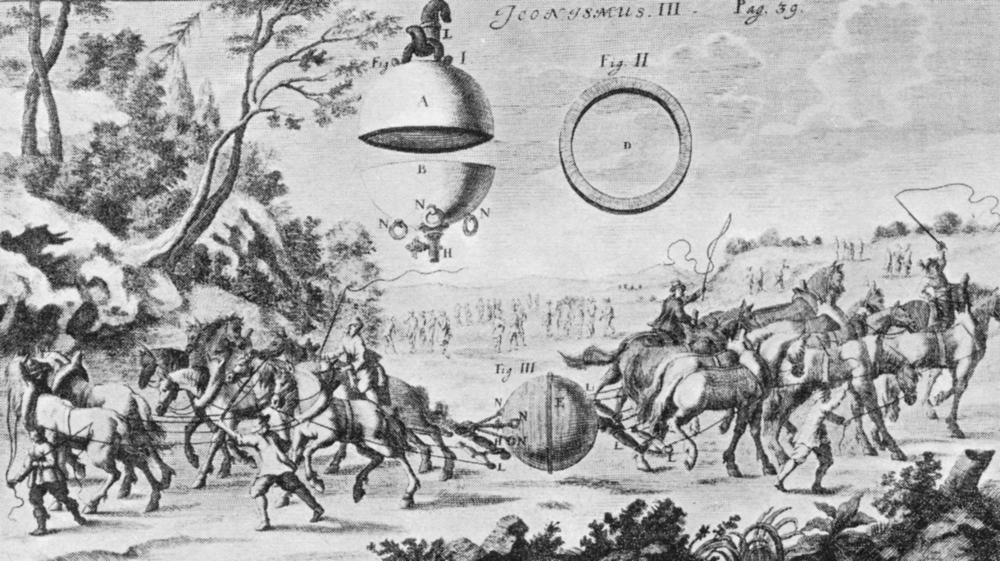 ICONISMUS. III. Pag. 39.
L
Fig I
Fig II
A
D
B
N N N
H
Fig III
N
E
L
N
N
L
L